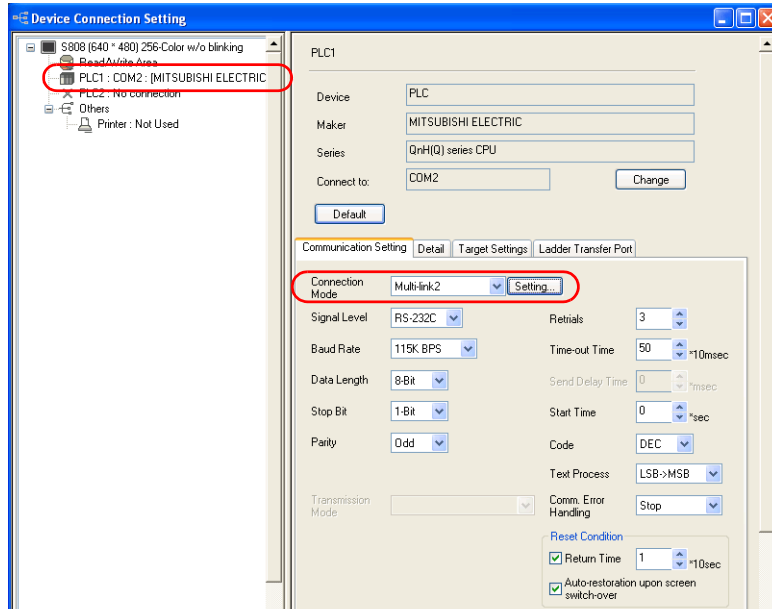 Device Connection Setting
S808 (640 * 480) 256-Color w/o blinking
Read/Write Area
PLC1 : COM2 : [MITSUBISHI ELECTRIC
PLC2 : No connection
Others
Printer : Not Used
PLC1
Device PLC
Maker MITSUBISHI ELECTRIC
Series QnH(Q) series CPU
Connect to: COM2 Change
Default
Communication Setting Detail Target Settings Ladder Transfer Port
Connection Mode Multi-link2 Setting...
Signal Level RS-232C Retrials 3
Baud Rate 115K BPS Time-out Time 50 *10msec
Data Length 8-Bit Send Delay Time 0 *msec
Stop Bit 1-Bit Start Time 0 *sec
Parity Odd Code DEC
Text Process LSB->MSB
Transmission Mode Comm. Error Handling Stop
Reset Condition
Return Time 1 *10sec
Auto-restoration upon screen
switch-over